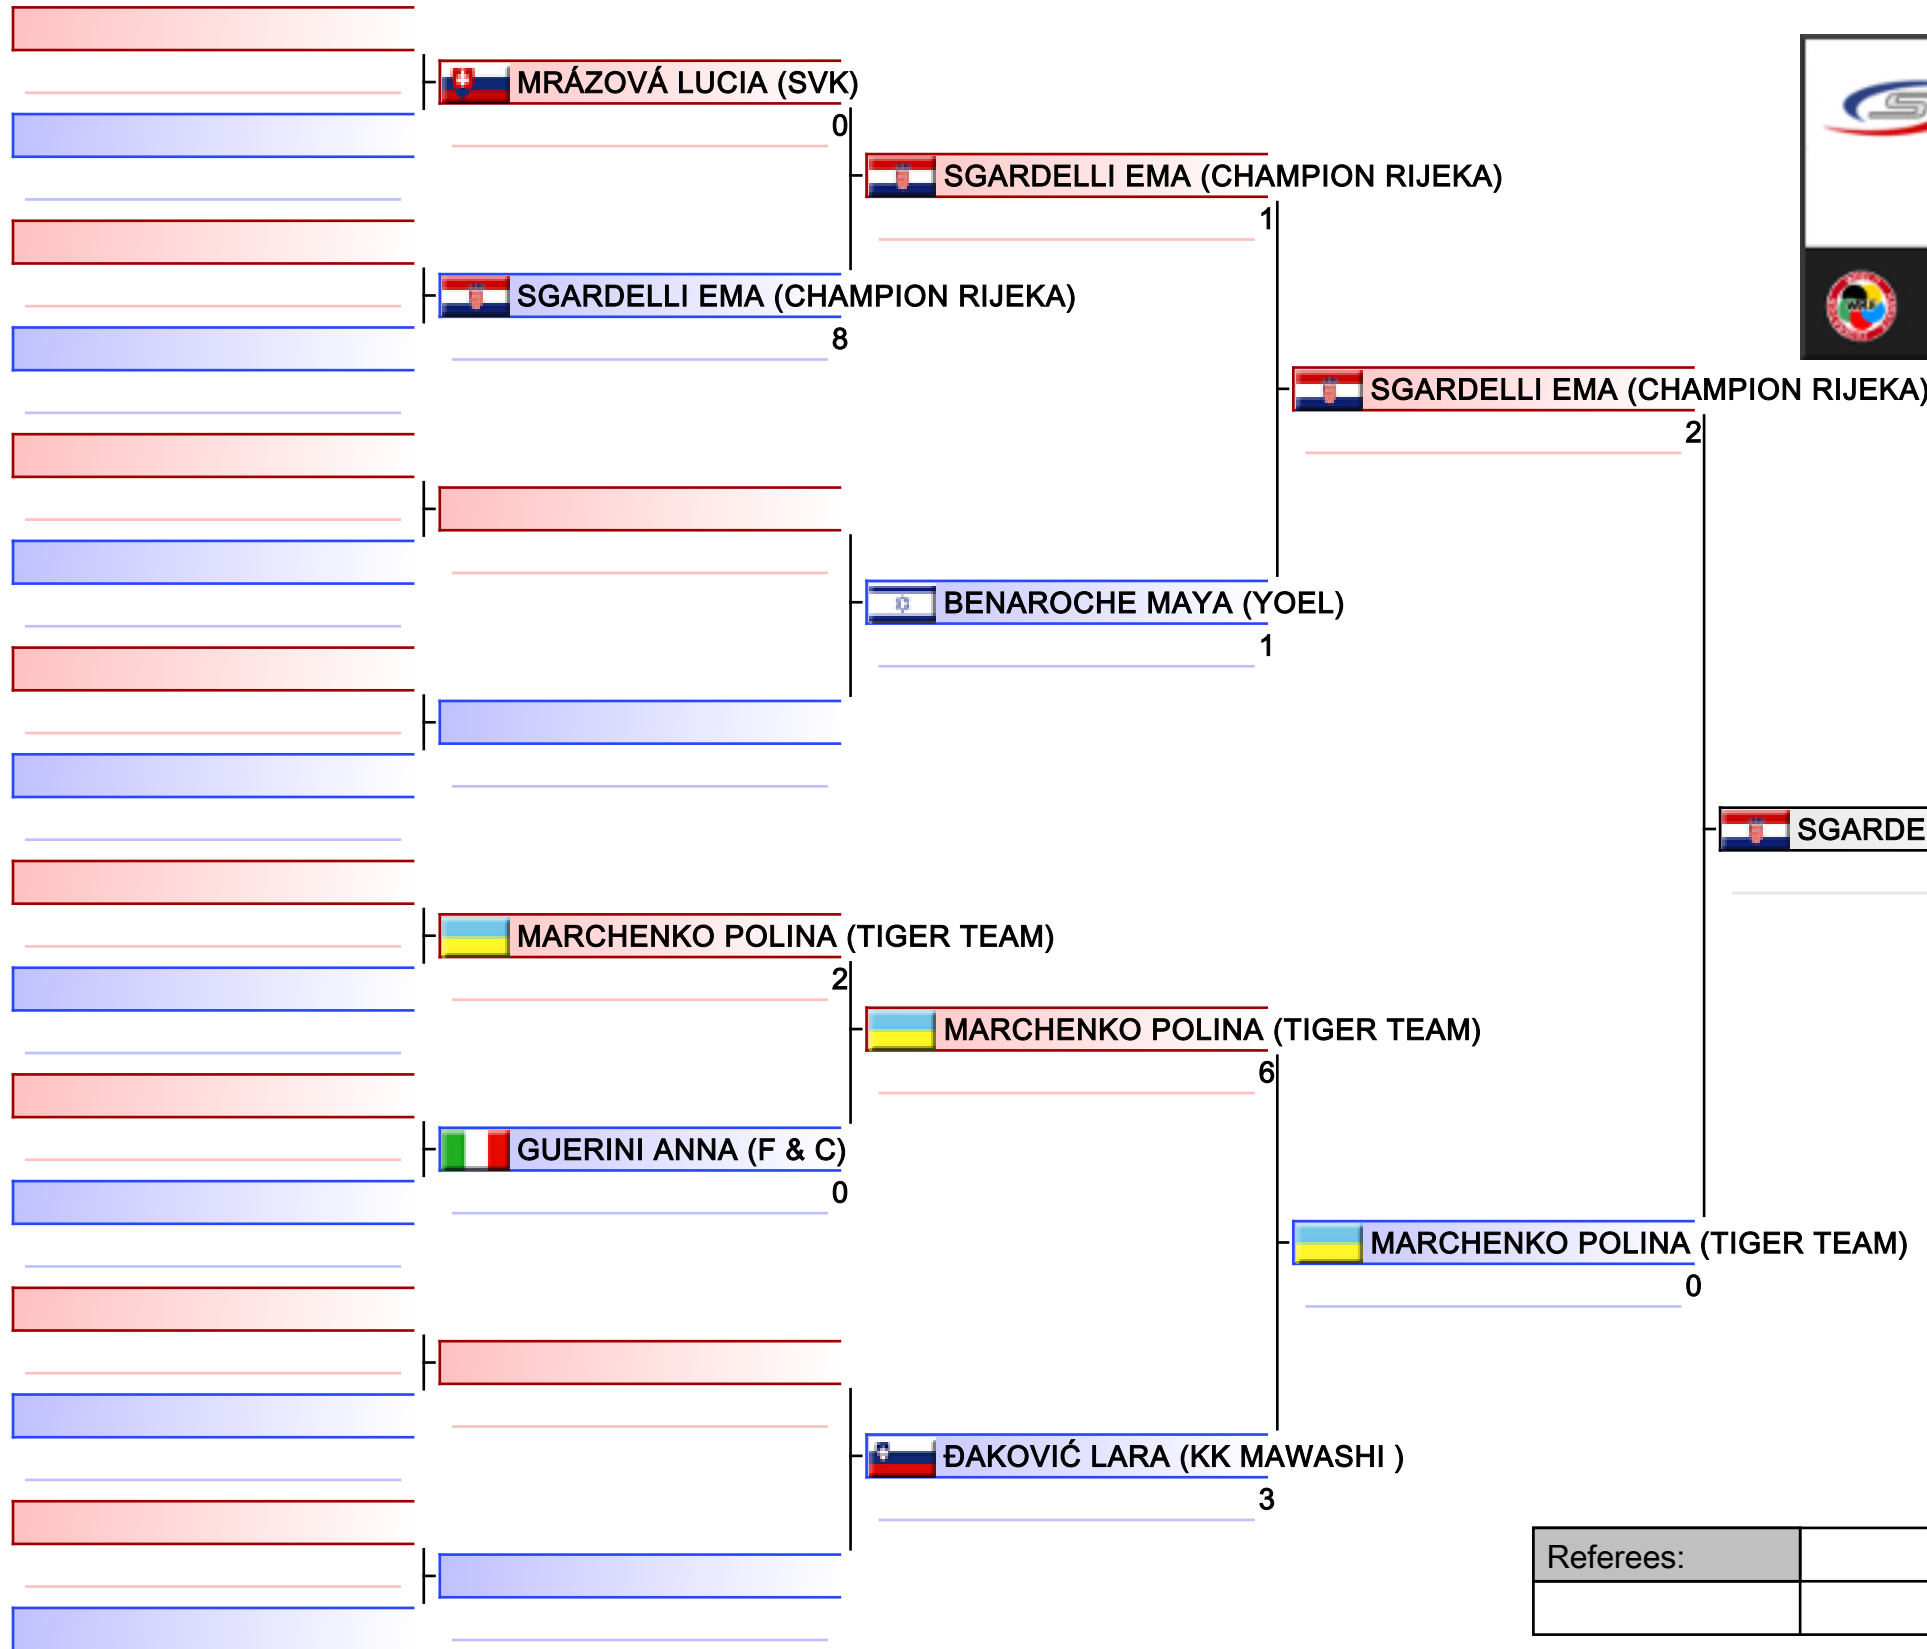 MRÁZOVÁ LUCIA (SVK)
0
SGARDELLI EMA (CHAMPION RIJEKA)
1
SGARDELLI EMA (CHAMPION RIJEKA)
8
SGARDELLI EMA (CHAMPION RIJEKA)
2
BENAROCHE MAYA (YOEL)
1
SGARDE
MARCHENKO POLINA (TIGER TEAM)
2
MARCHENKO POLINA (TIGER TEAM)
6
GUERINI ANNA (F & C)
0
MARCHENKO POLINA (TIGER TEAM)
0
ĐAKOVIĆ LARA (KK MAWASHI )
3
Referees: